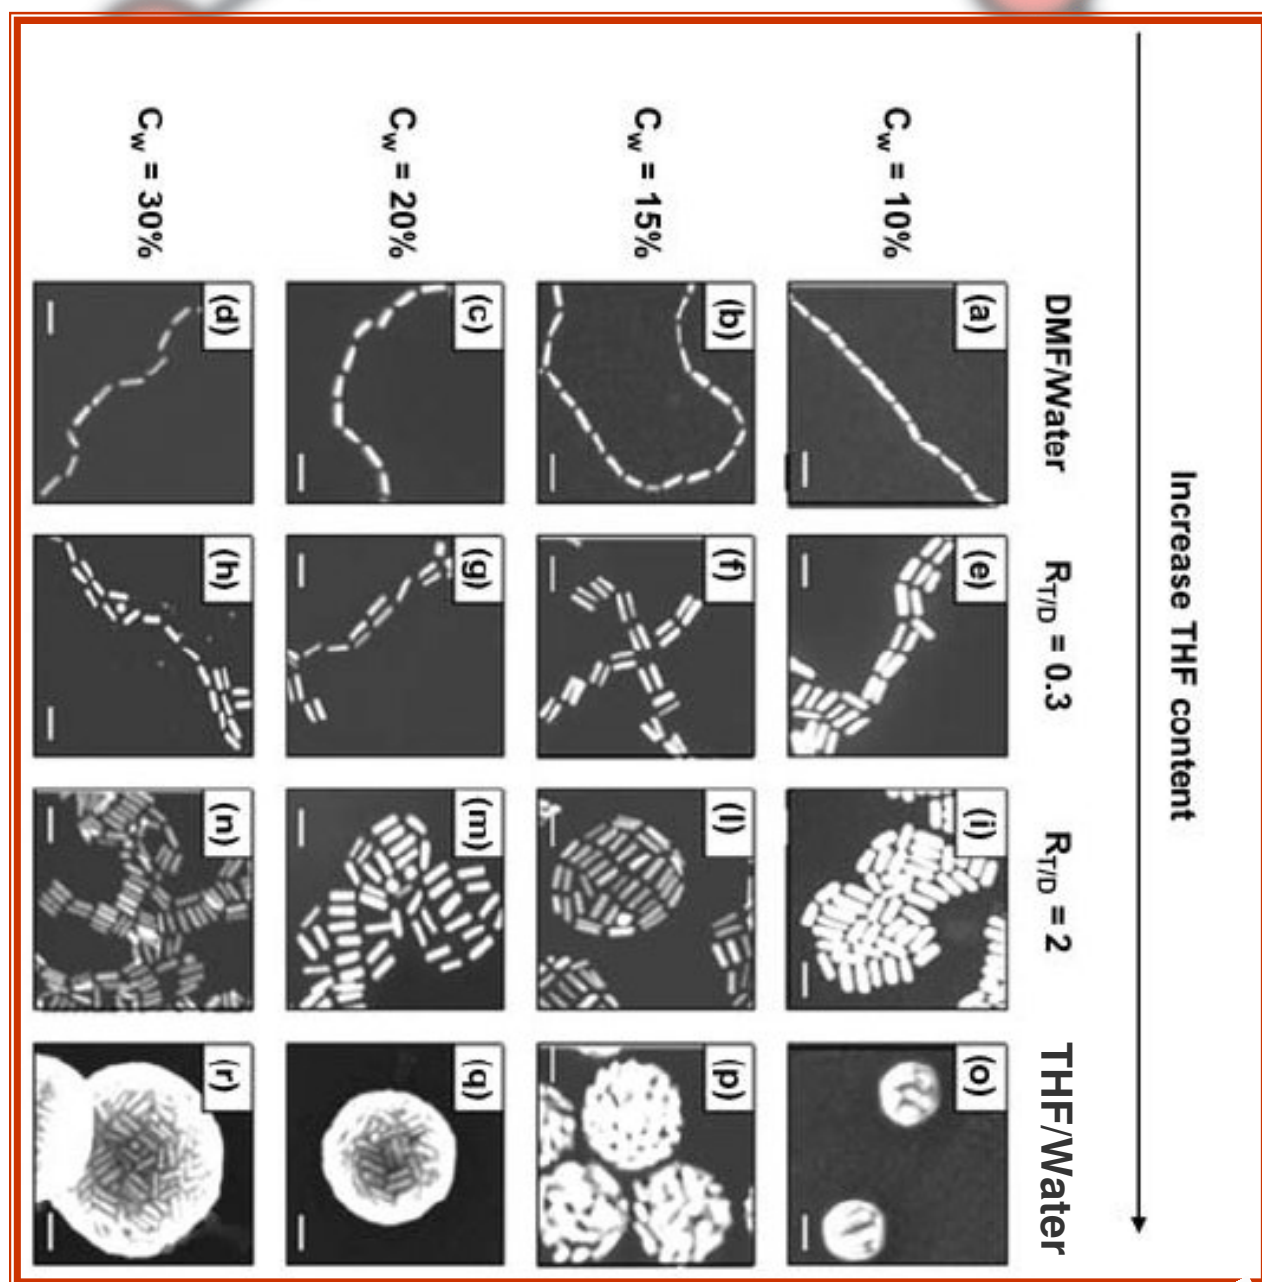 Increase THF content
DMF/Water R_T/D = 0.3 R_T/D = 2 THF/Water
C_w = 10% (a) (e) (i) (o)
C_w = 15% (b) (f) (l) (p)
C_w = 20% (c) (g) (m) (q)
C_w = 30% (d) (h) (n) (r)